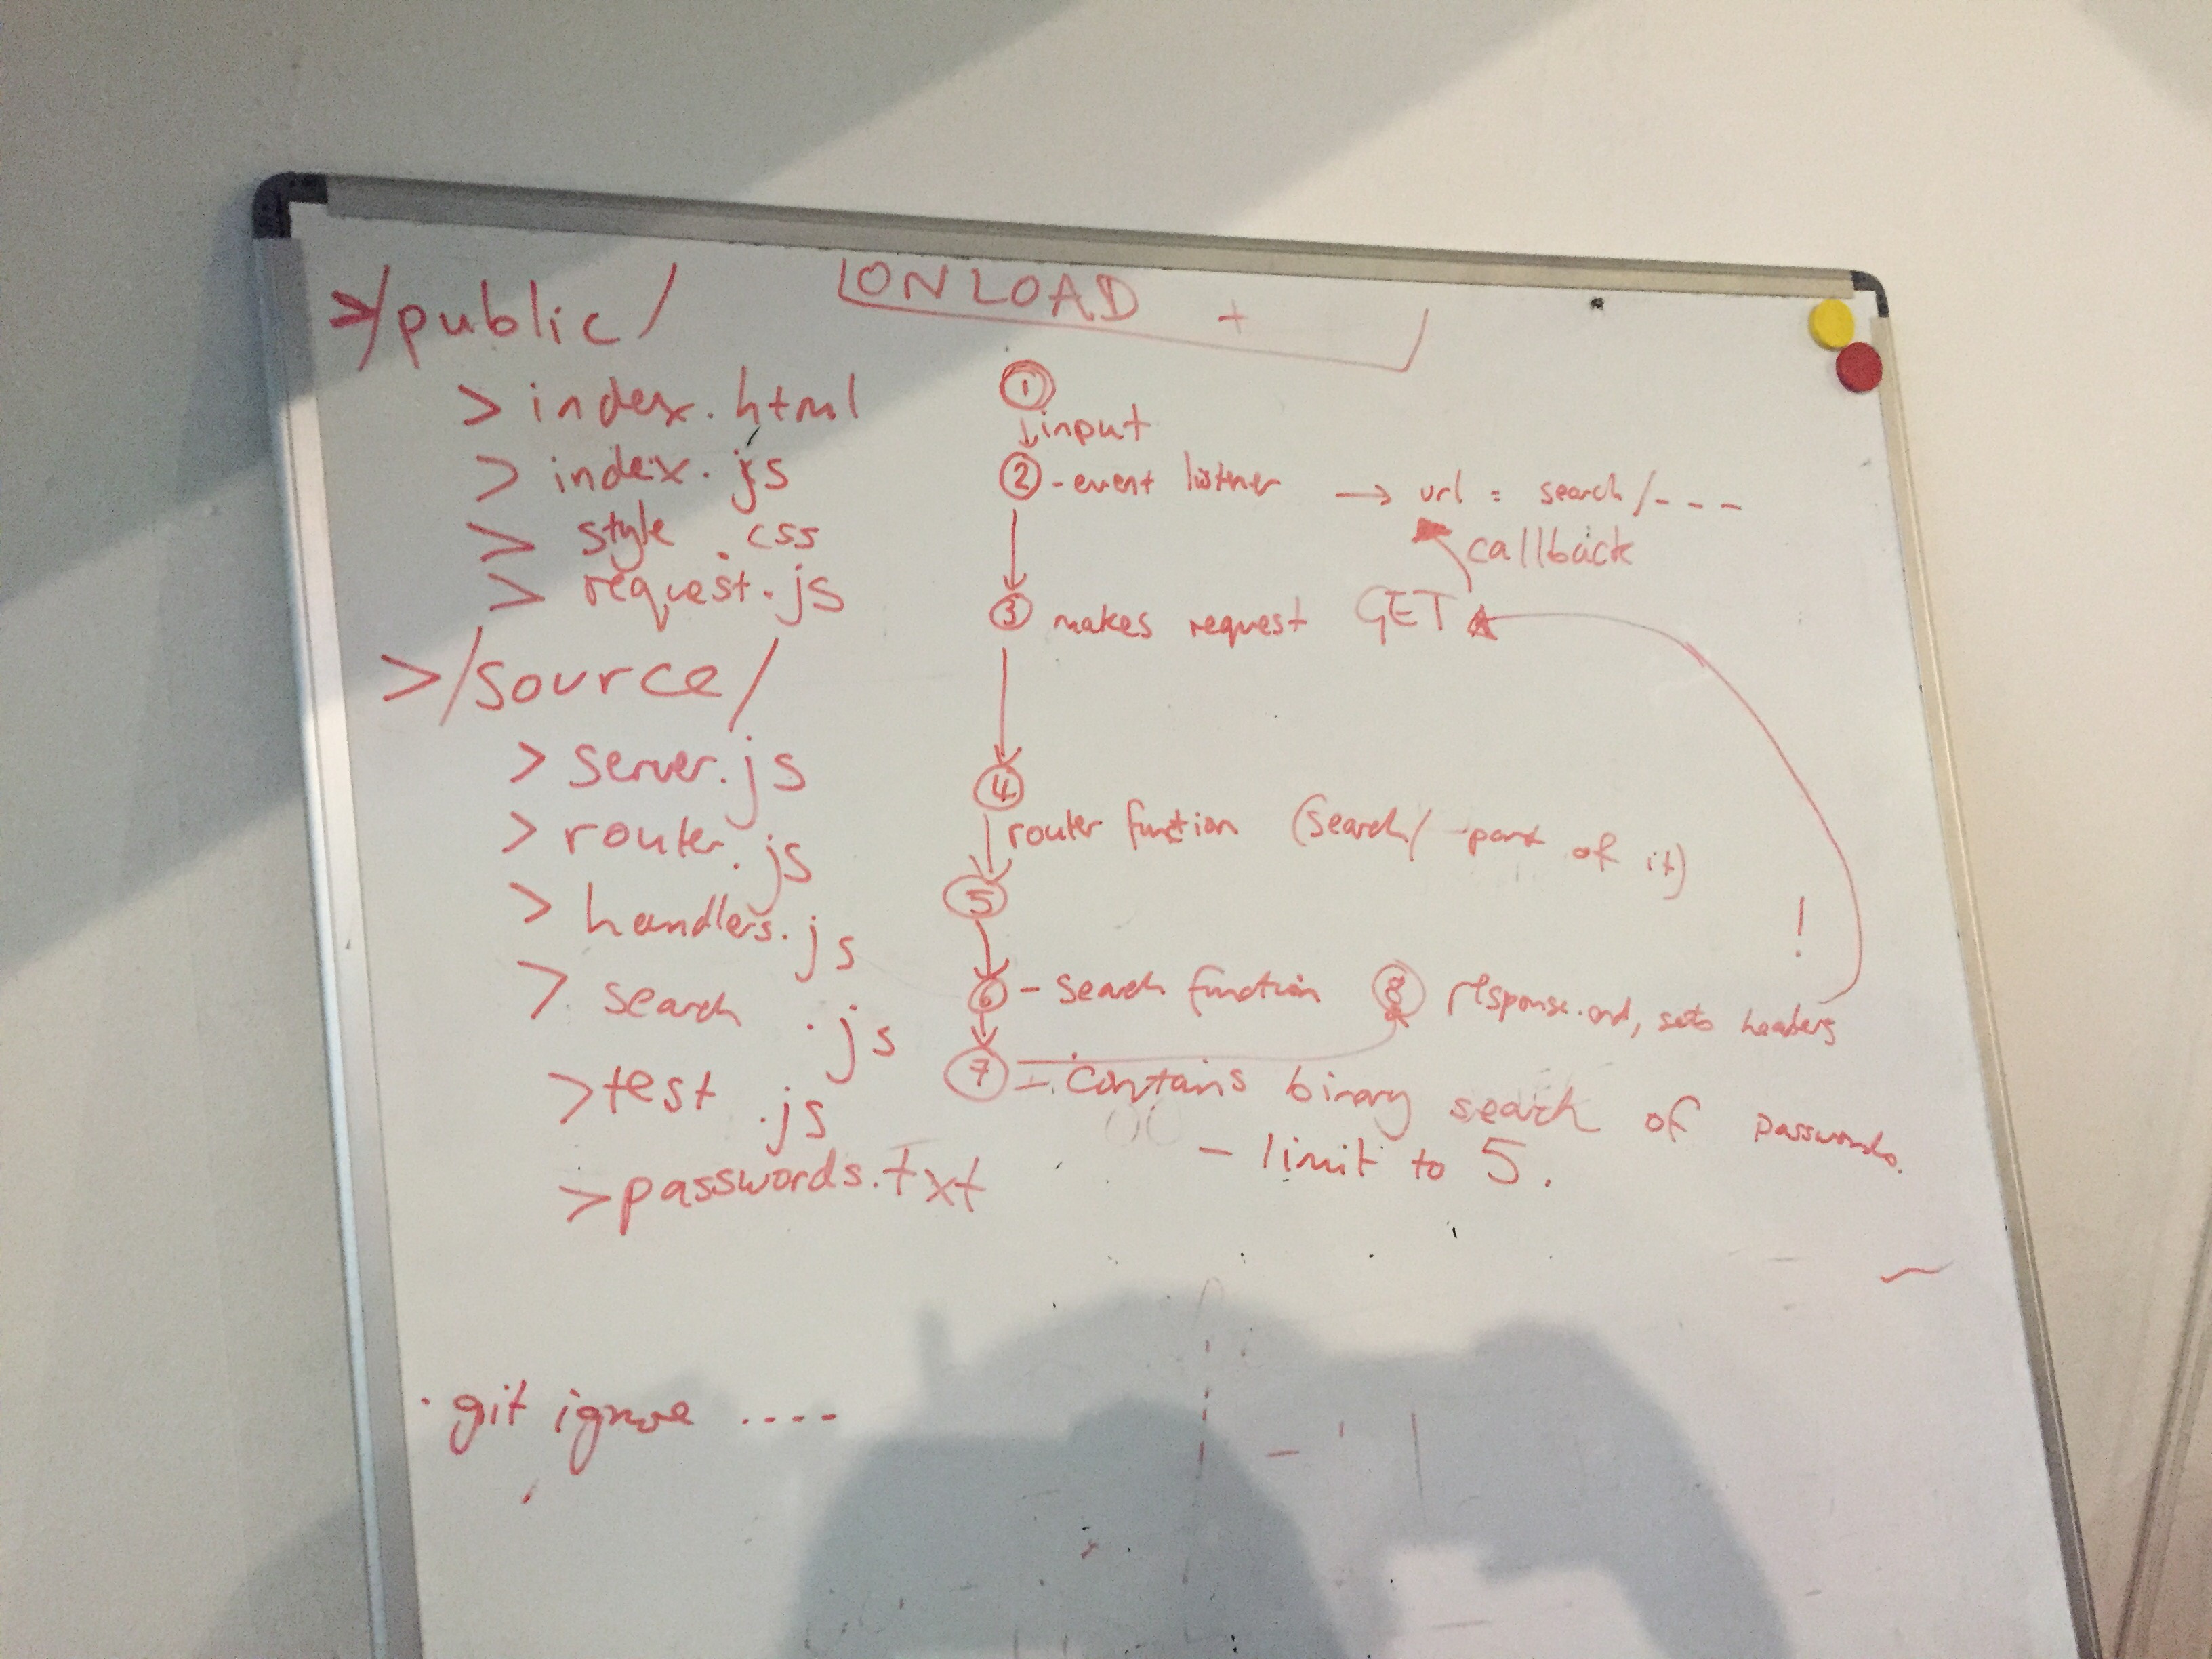 ONLOAD +
>/public/
> index.html
> index.js
> style.css
> request.js
>/source/
> server.js
> router.js
> handlers.js
> search.js
>test.js
>passwords.txt
.git ignore ....
①
input
② - event listener → url = search/- - -
callback
③ makes request GET
④
router function (search/ - part of it)
⑤
⑥ - search function ⑧ response.end, sets headers
!
⑦ - contains binary search of passwords.
- limit to 5.